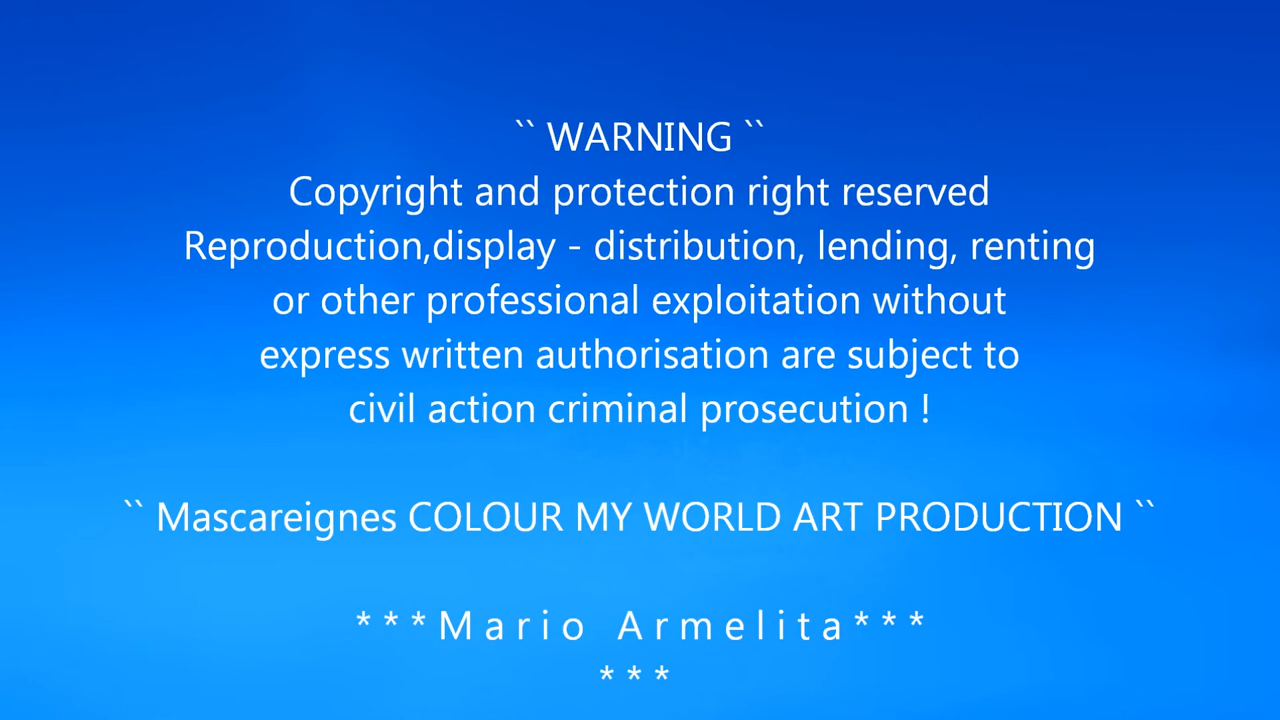 `` WARNING ``
Copyright and protection right reserved
Reproduction,display - distribution, lending, renting
or other professional exploitation without
express written authorisation are subject to
civil action criminal prosecution !
`` Mascareignes COLOUR MY WORLD ART PRODUCTION ``
***Mario Armelita***
***